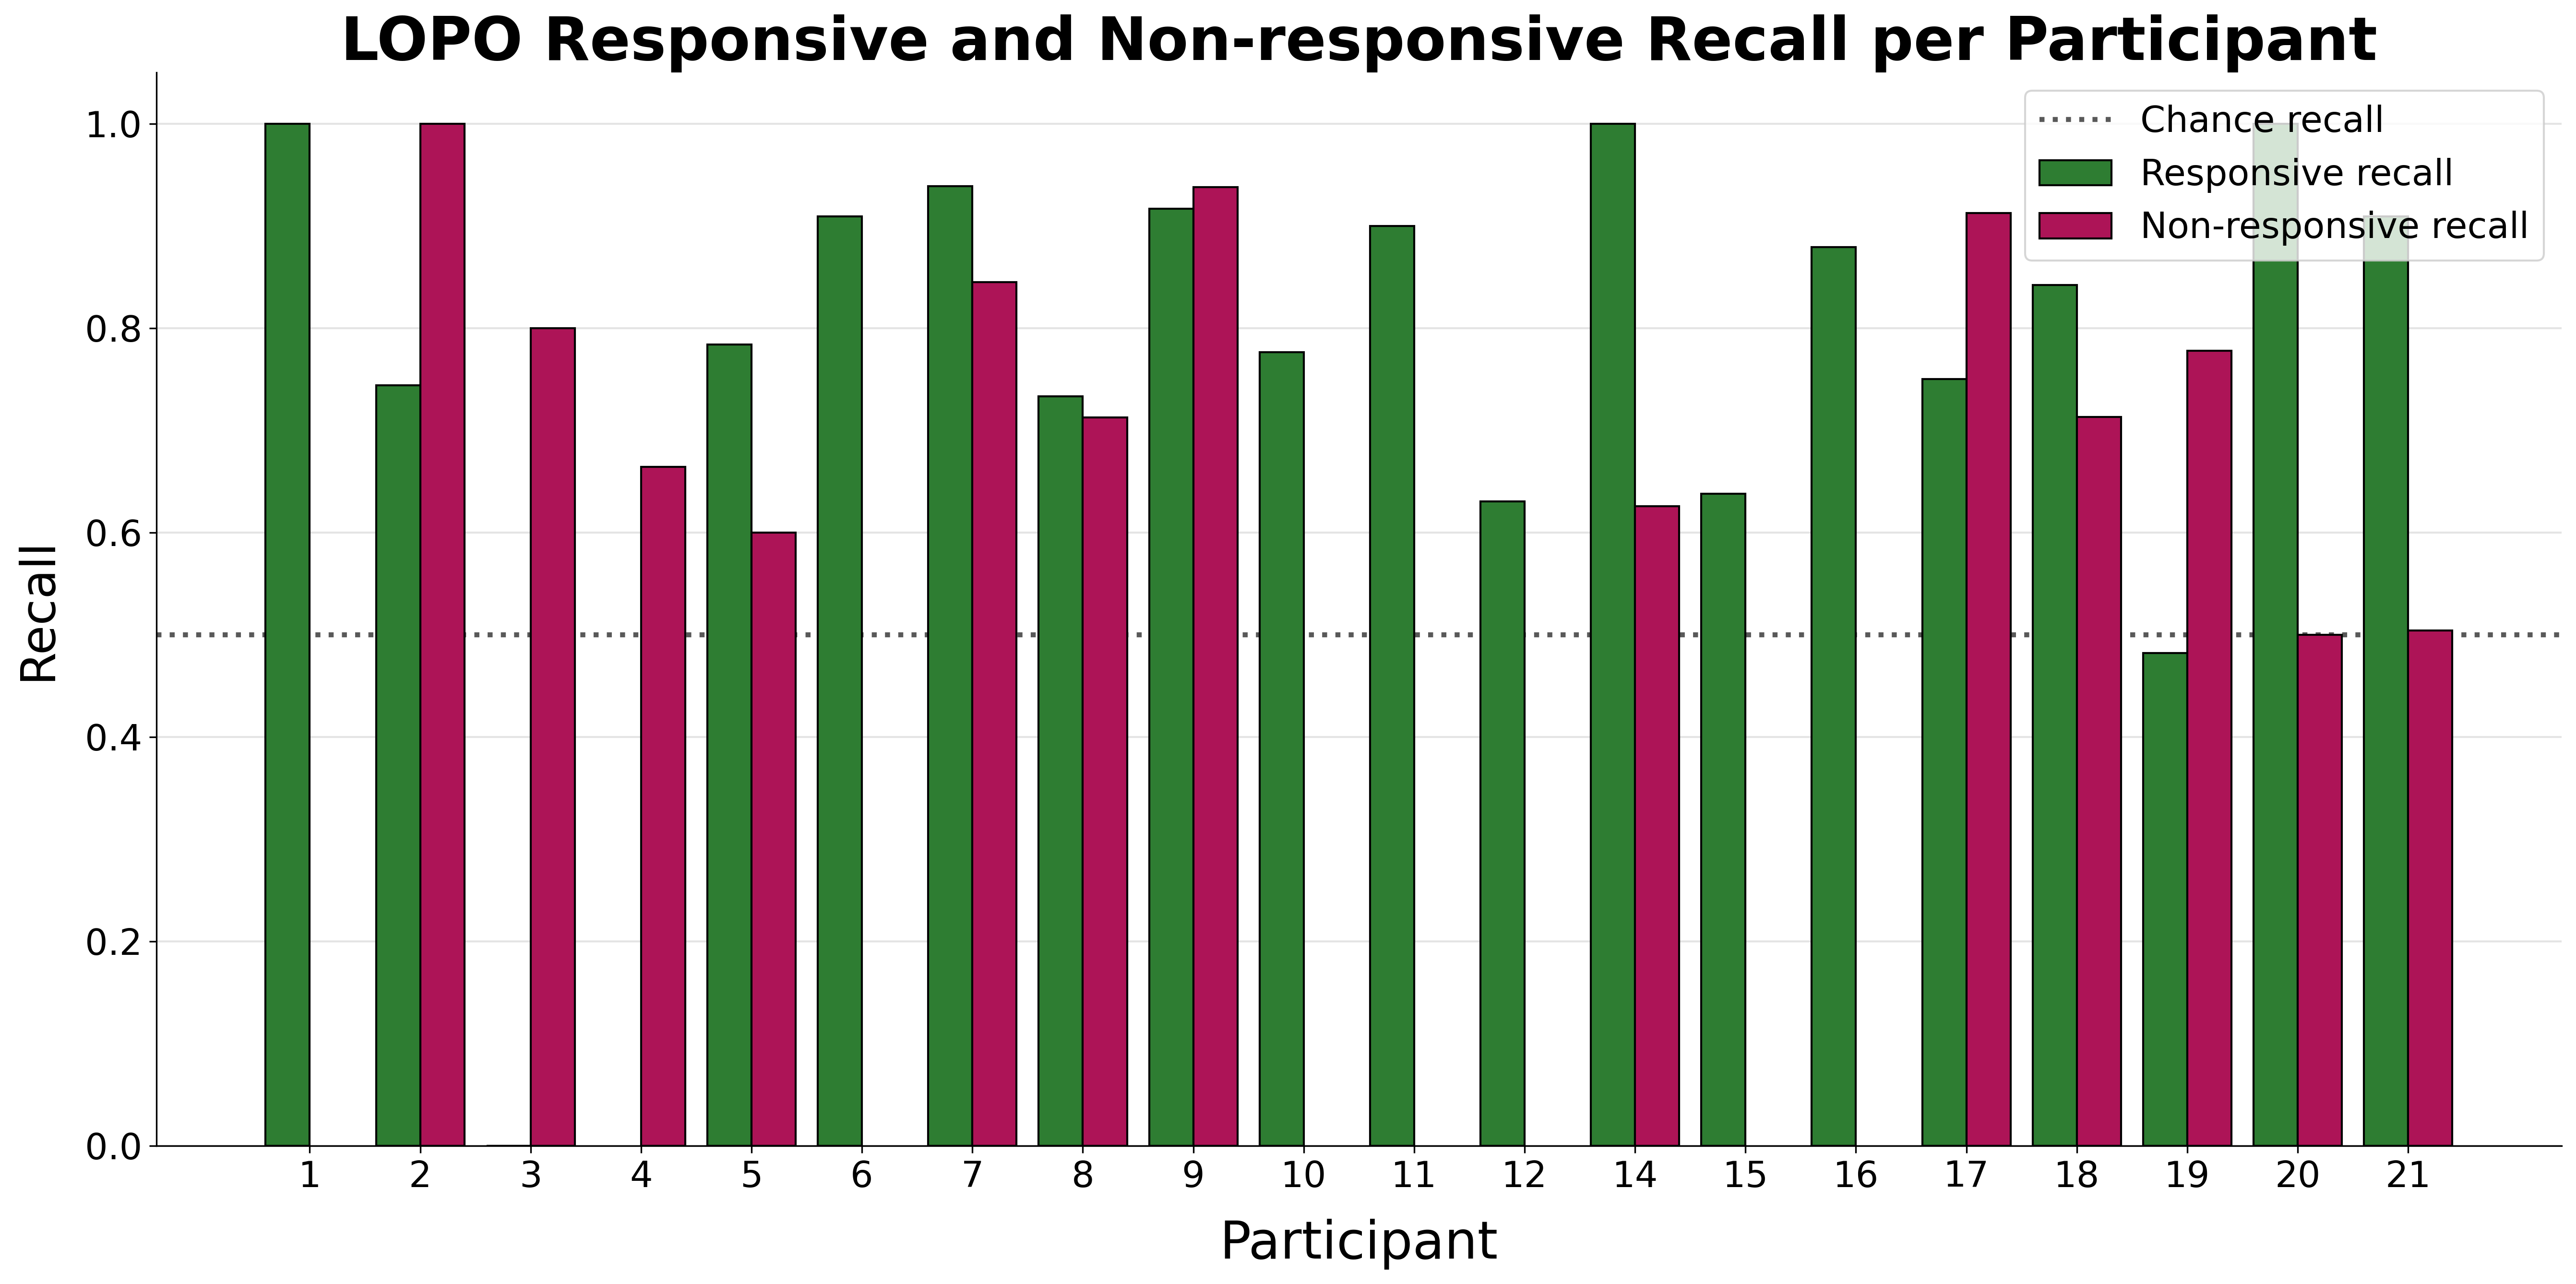 LOPO Responsive and Non-responsive Recall per Participant
Chance recall
Responsive recall
Non-responsive recall
1.0
0.8
0.6
0.4
0.2
0.0
Recall
1 2 3 4 5 6 7 8 9 10 11 12 14 15 16 17 18 19 20 21
Participant